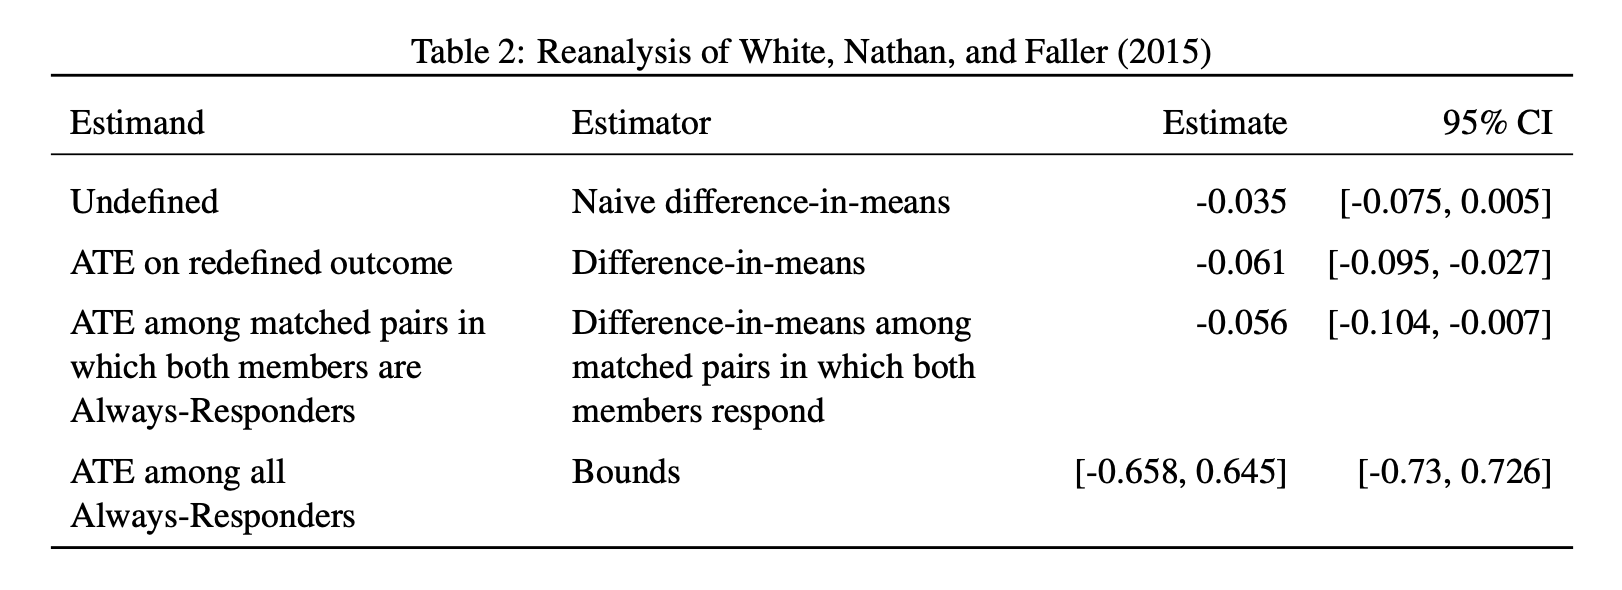 Table 2: Reanalysis of White, Nathan, and Faller (2015)
Estimand Estimator Estimate 95% CI
Undefined Naive difference-in-means -0.035 [-0.075, 0.005]
ATE on redefined outcome Difference-in-means -0.061 [-0.095, -0.027]
ATE among matched pairs in Difference-in-means among -0.056 [-0.104, -0.007]
which both members are matched pairs in which both
Always-Responders members respond
ATE among all Bounds [-0.658, 0.645] [-0.73, 0.726]
Always-Responders